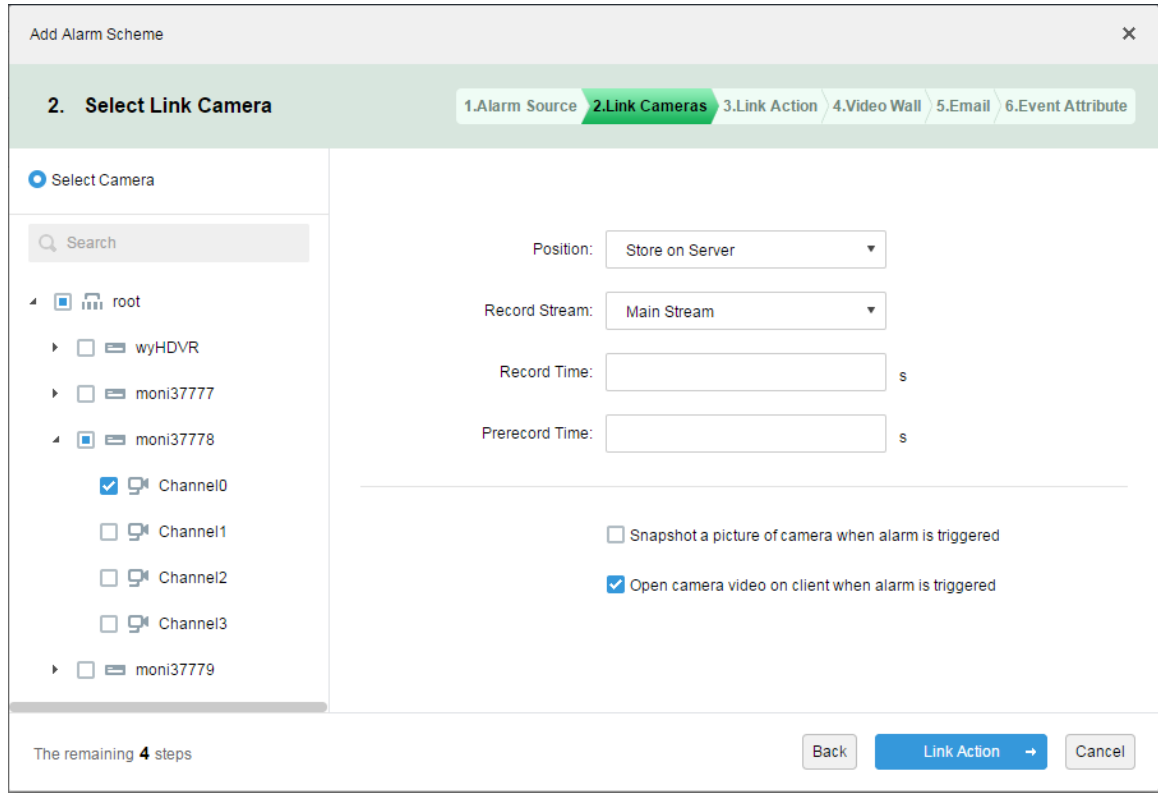 Add Alarm Scheme
2. Select Link Camera
1.Alarm Source 2.Link Cameras 3.Link Action 4.Video Wall 5.Email 6.Event Attribute
Select Camera
Search
root
wyHDVR
moni37777
moni37778
Channel0
Channel1
Channel2
Channel3
moni37779
Position: Store on Server
Record Stream: Main Stream
Record Time: s
Prerecord Time: s
Snapshot a picture of camera when alarm is triggered
Open camera video on client when alarm is triggered
The remaining 4 steps
Back Link Action Cancel